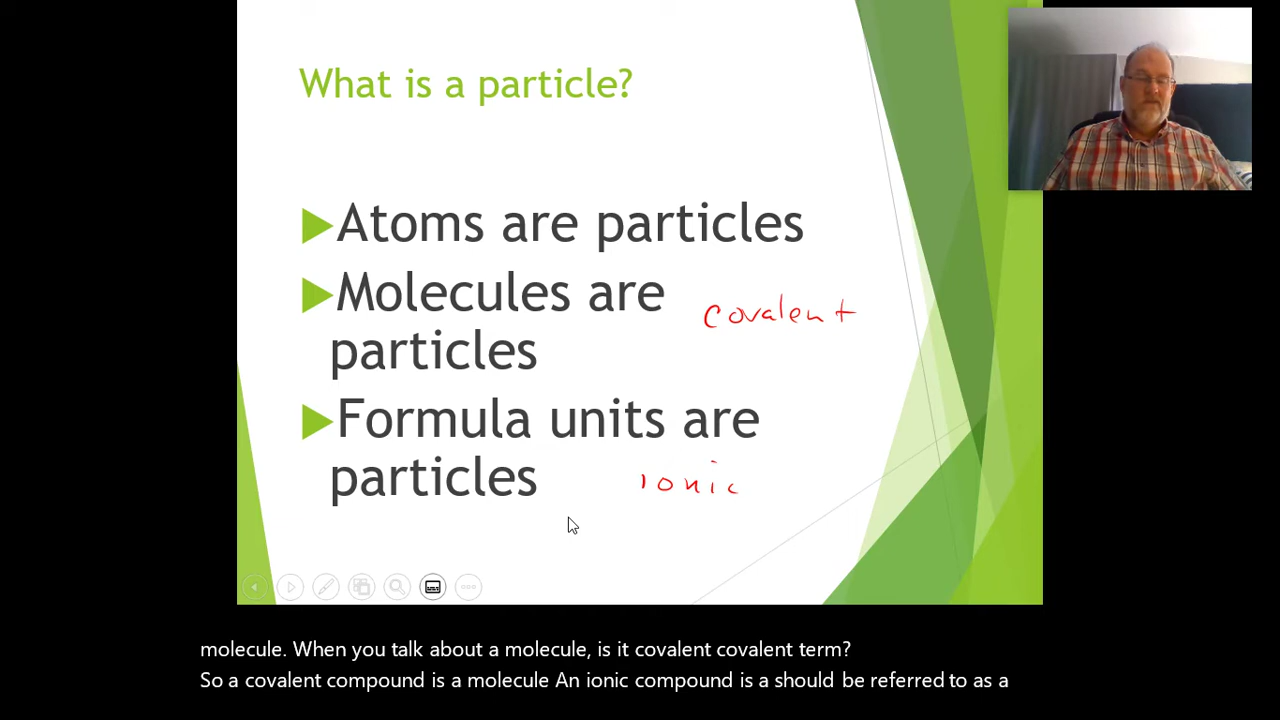 What is a particle?
Atoms are particles
Molecules are
covalent
particles
Formula units are
particles
ionic
molecule. When you talk about a molecule, is it covalent covalent term?
So a covalent compound is a molecule An ionic compound is a should be referred to as a